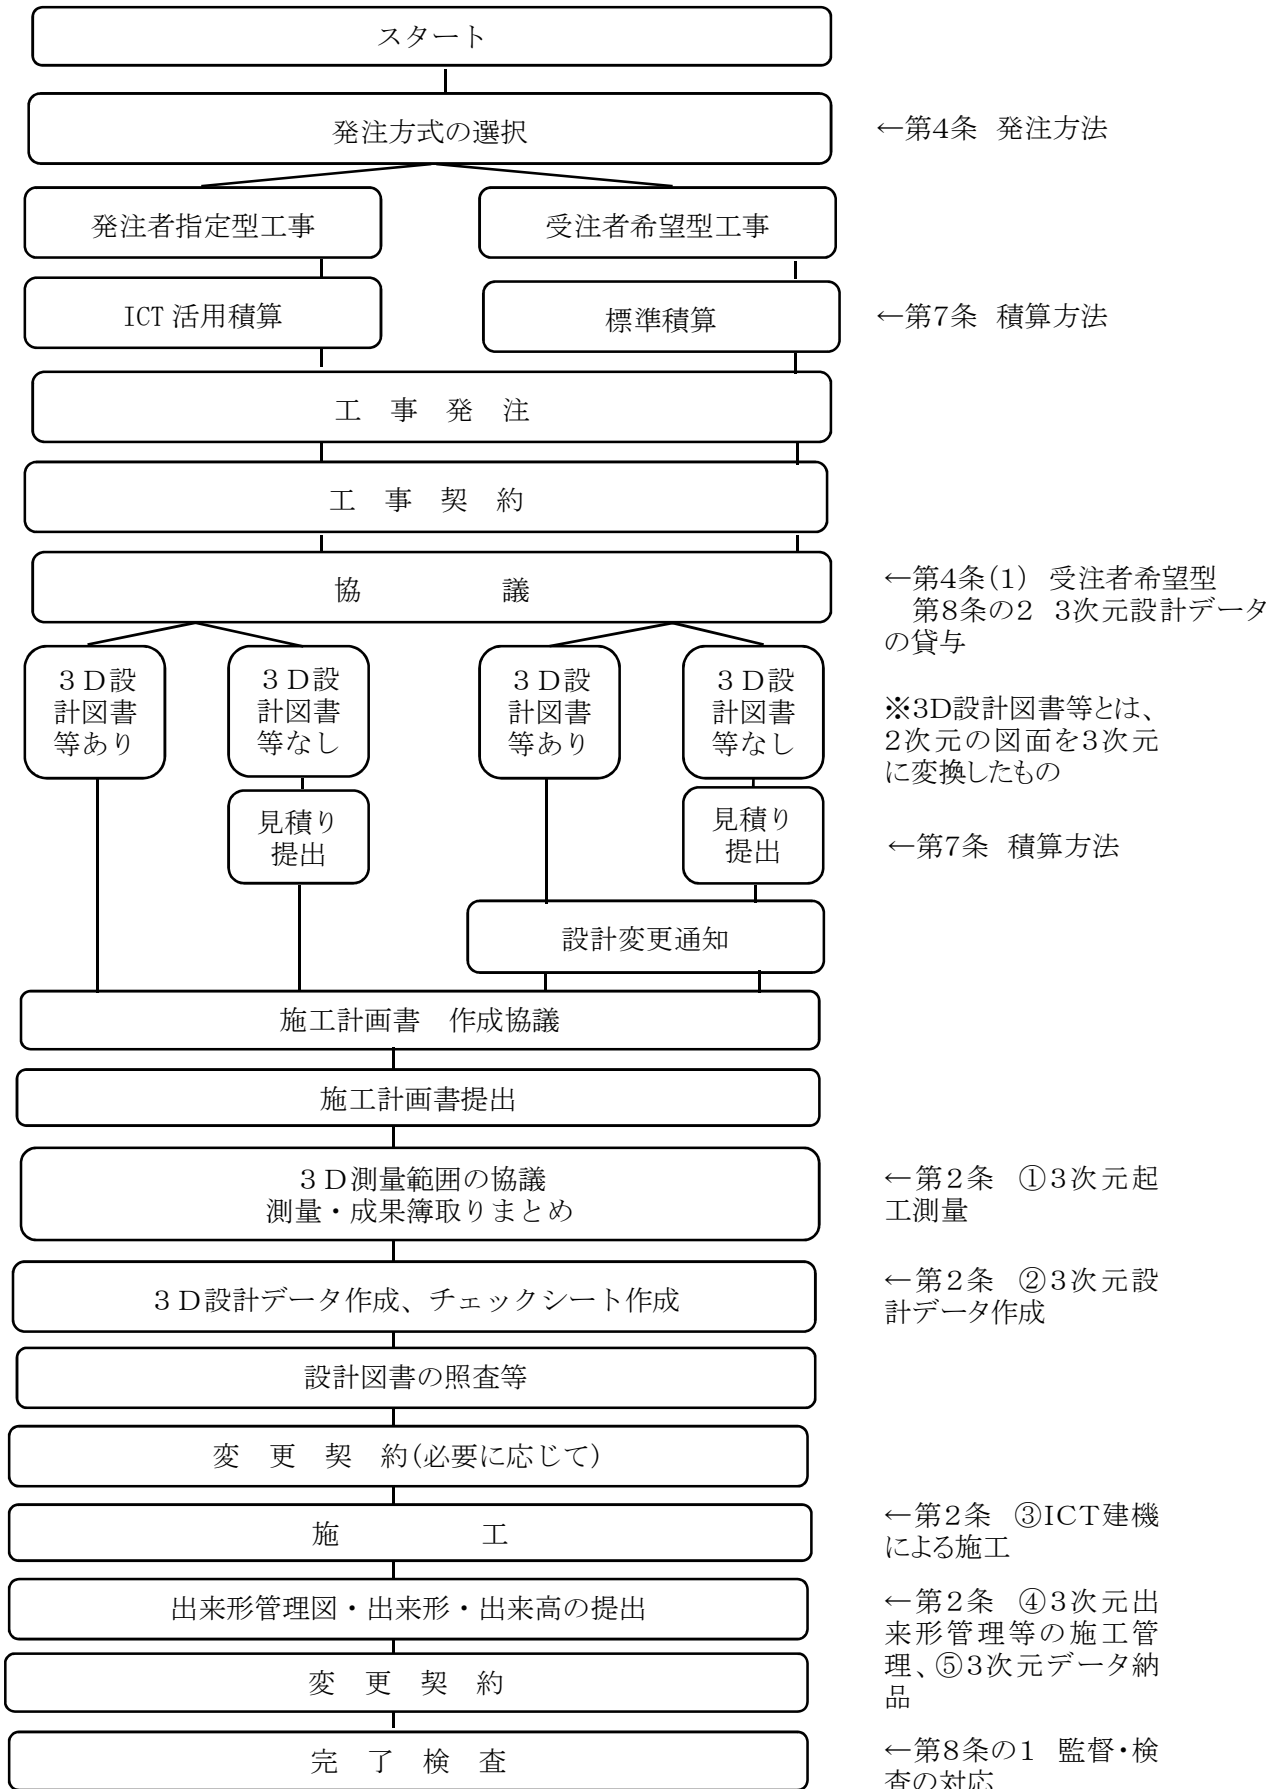 スタート
発注方式の選択
←第4条 発注方法
発注者指定型工事
受注者希望型工事
ICT 活用積算
標準積算
←第7条 積算方法
工 事 発 注
工 事 契 約
協 議
←第4条(1) 受注者希望型
第8条の2 3次元設計データ
の貸与
3D設
計図書
等あり
3D設
計図書
等なし
3D設
計図書
等あり
3D設
計図書
等なし
※3D設計図書等とは、
2次元の図面を3次元
に変換したもの
見積り
提出
見積り
提出
←第7条 積算方法
設計変更通知
施工計画書 作成協議
施工計画書提出
3D測量範囲の協議
測量・成果簿取りまとめ
←第2条 ①3次元起
工測量
3D設計データ作成、チェックシート作成
←第2条 ②3次元設
計データ作成
設計図書の照査等
変 更 契 約(必要に応じて)
施 工
←第2条 ③ICT建機
による施工
出来形管理図・出来形・出来高の提出
←第2条 ④3次元出
来形管理等の施工管
理、⑤3次元データ納
品
変 更 契 約
完 了 検 査
←第8条の1 監督・検
査の対応